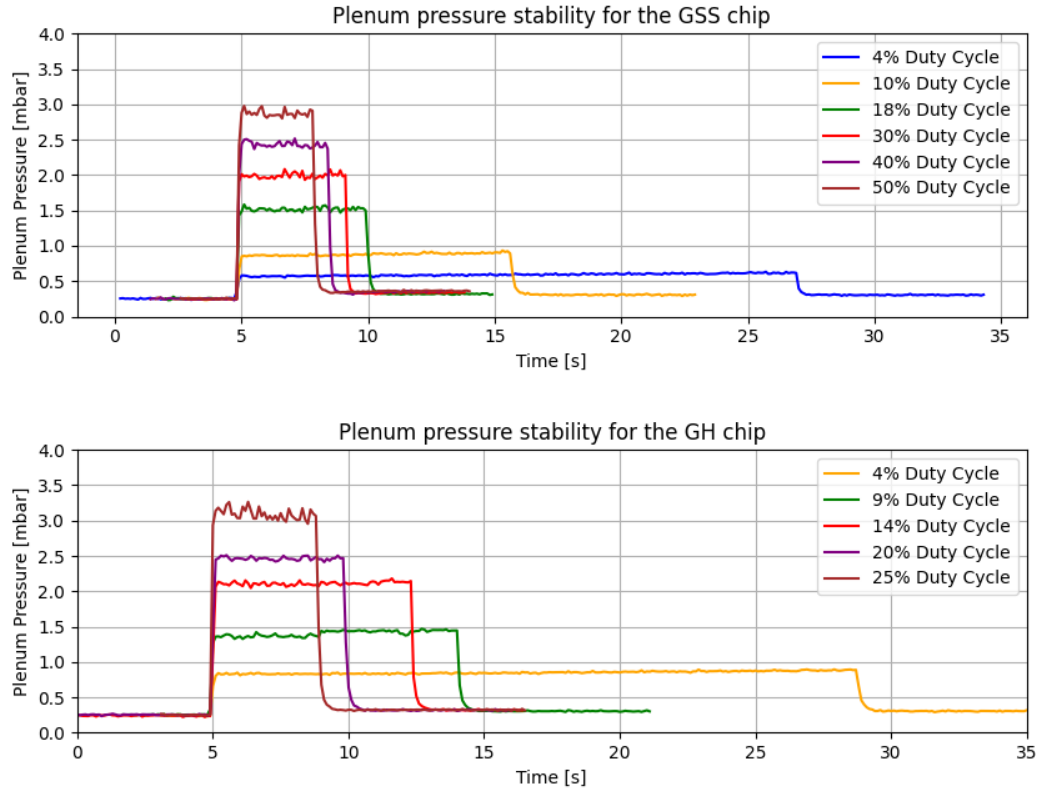 Plenum pressure stability for the GSS chip
Plenum Pressure [mbar]
4.0
3.5
3.0
2.5
2.0
1.5
1.0
0.5
0.0
4% Duty Cycle
10% Duty Cycle
18% Duty Cycle
30% Duty Cycle
40% Duty Cycle
50% Duty Cycle
0 5 10 15 20 25 30 35
Time [s]
Plenum pressure stability for the GH chip
Plenum Pressure [mbar]
4.0
3.5
3.0
2.5
2.0
1.5
1.0
0.5
0.0
4% Duty Cycle
9% Duty Cycle
14% Duty Cycle
20% Duty Cycle
25% Duty Cycle
0 5 10 15 20 25 30 35
Time [s]